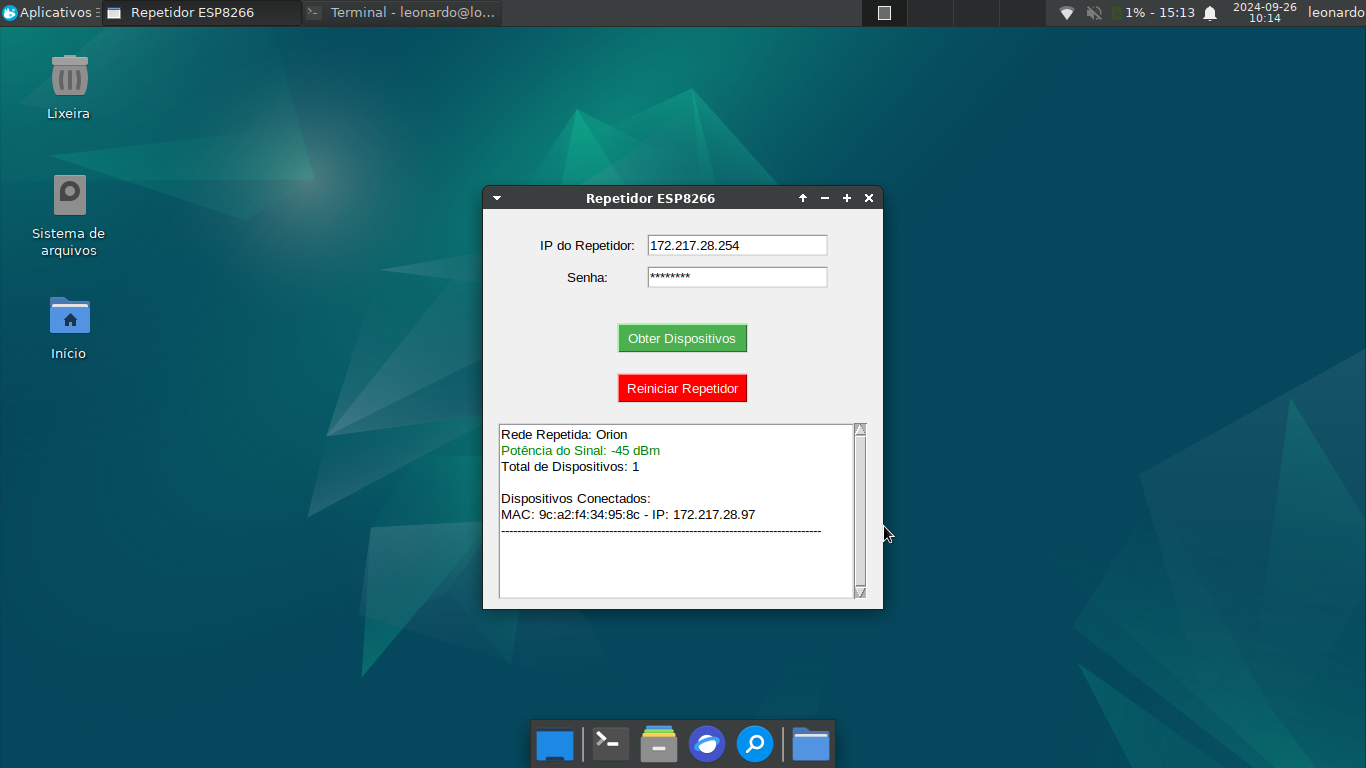 Aplicativos
Repetidor ESP8266
Terminal - leonardo@lo...
1% - 15:13
2024-09-26
10:14
leonardo
Lixeira
Sistema de
arquivos
Início
Repetidor ESP8266
IP do Repetidor: 172.217.28.254
Senha: ********
Obter Dispositivos
Reiniciar Repetidor
Rede Repetida: Orion
Potência do Sinal: -45 dBm
Total de Dispositivos: 1
Dispositivos Conectados:
MAC: 9c:a2:f4:34:95:8c - IP: 172.217.28.97
--------------------------------------------------------------------------------